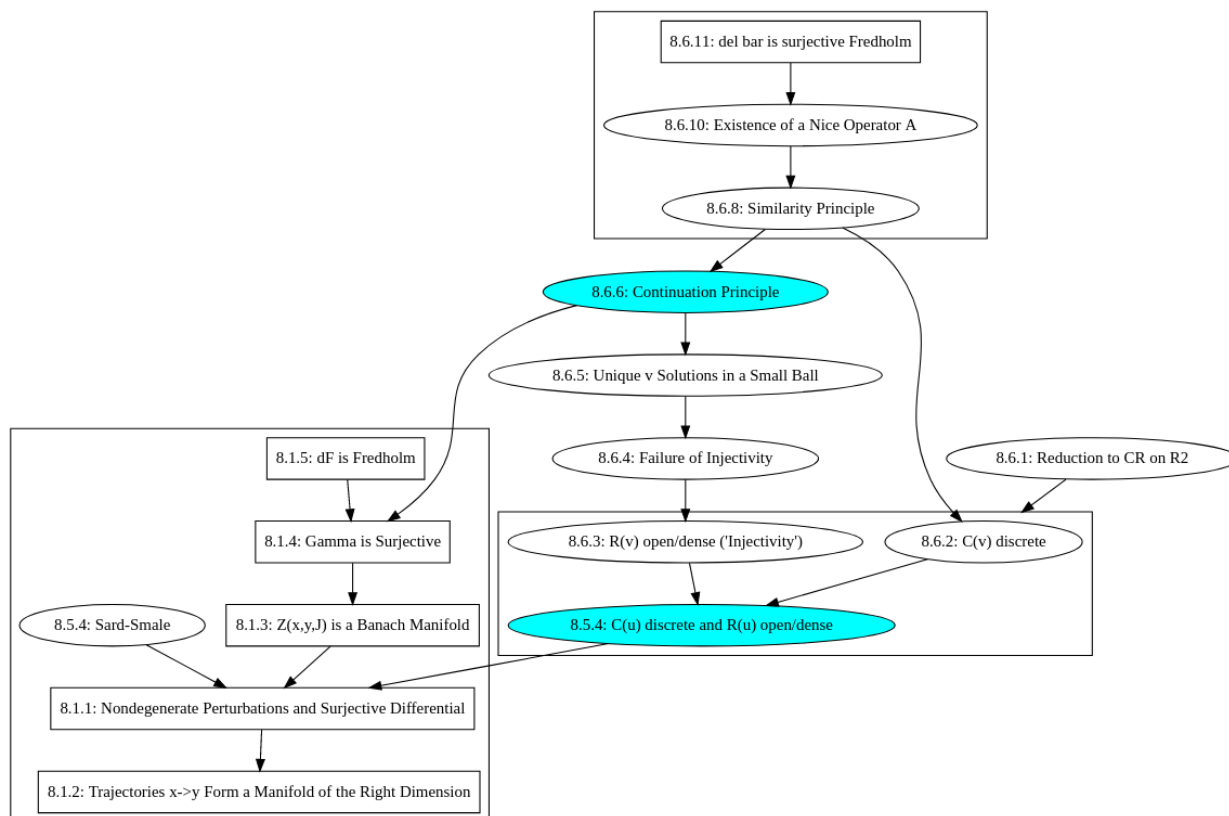 8.6.11: del bar is surjective Fredholm
8.6.10: Existence of a Nice Operator A
8.6.8: Similarity Principle
8.6.6: Continuation Principle
8.6.5: Unique v Solutions in a Small Ball
8.1.5: dF is Fredholm
8.6.4: Failure of Injectivity
8.6.1: Reduction to CR on R2
8.1.4: Gamma is Surjective
8.6.3: R(v) open/dense ('Injectivity')
8.6.2: C(v) discrete
8.5.4: Sard-Smale
8.1.3: Z(x,y,J) is a Banach Manifold
8.5.4: C(u) discrete and R(u) open/dense
8.1.1: Nondegenerate Perturbations and Surjective Differential
8.1.2: Trajectories x->y Form a Manifold of the Right Dimension